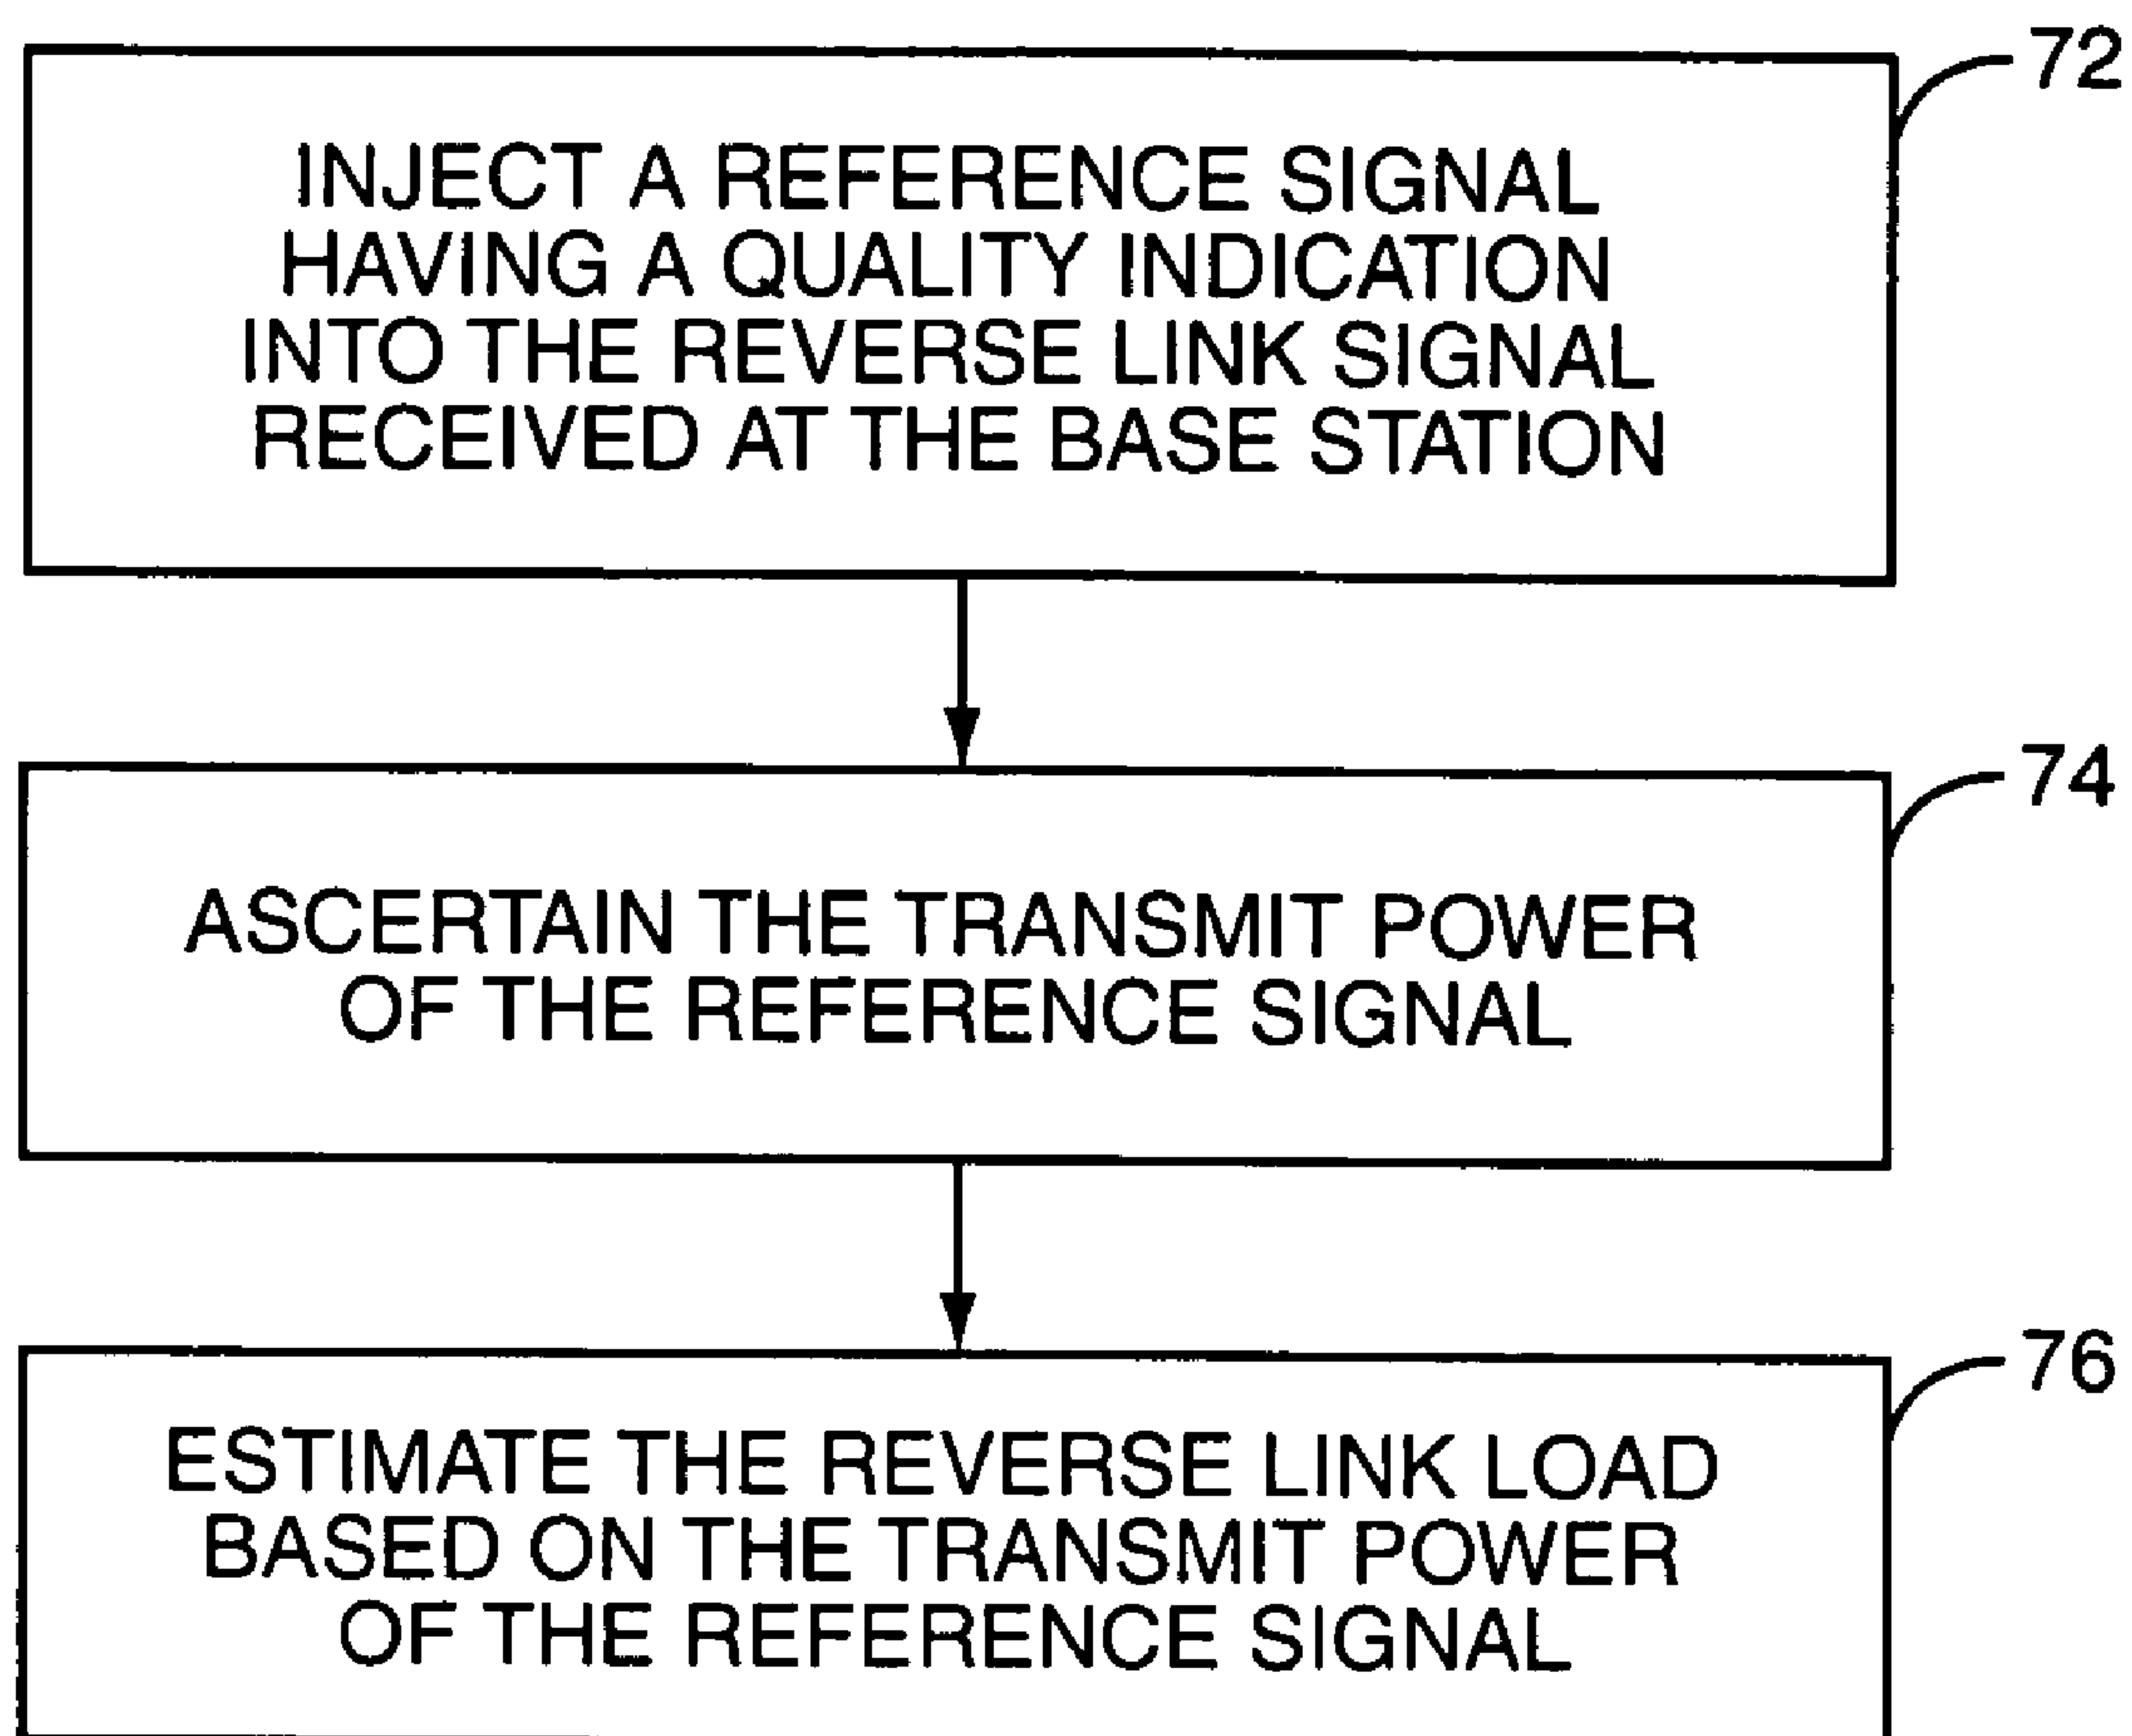 72
INJECT A REFERENCE SIGNAL
HAVING A QUALITY INDICATION
INTO THE REVERSE LINK SIGNAL
RECEIVED AT THE BASE STATION
74
ASCERTAIN THE TRANSMIT POWER
OF THE REFERENCE SIGNAL
76
ESTIMATE THE REVERSE LINK LOAD
BASED ON THE TRANSMIT POWER
OF THE REFERENCE SIGNAL